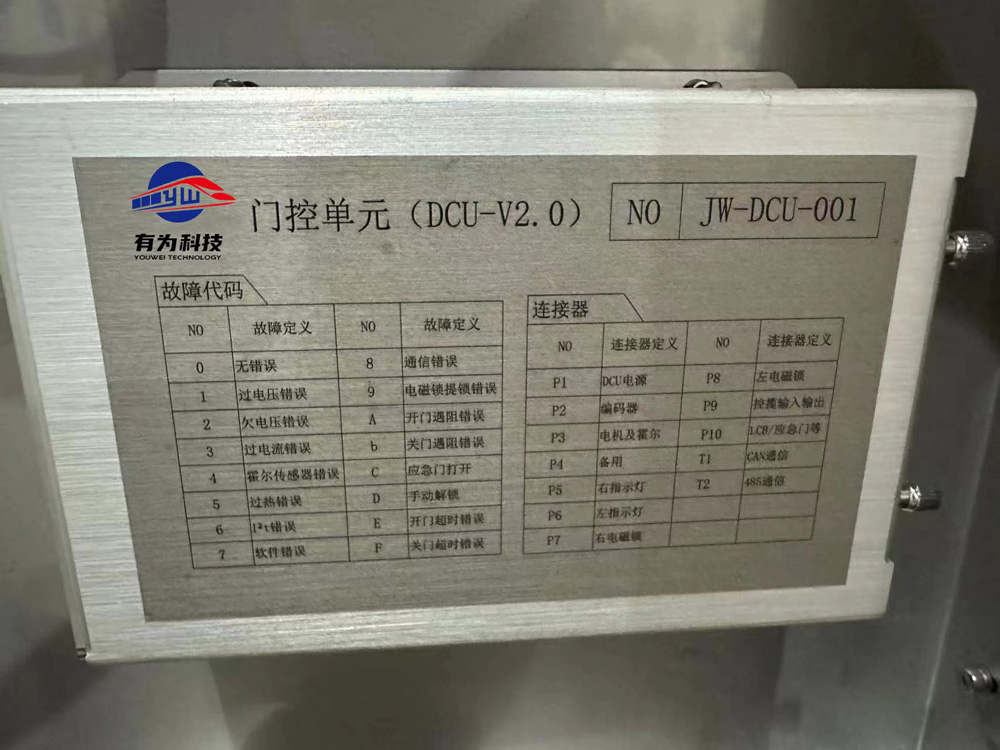 YW
有为科技
YOUWEI TECHNOLOGY
门控单元（DCU-V2.0） NO JW-DCU-001
故障代码
NO 故障定义 NO 故障定义
0 无错误 8 通信错误
1 过电压错误 9 电磁锁提锁错误
2 欠电压错误 A 开门遇阻错误
3 过电流错误 b 关门遇阻错误
4 霍尔传感器错误 C 应急门打开
5 过热错误 D 手动解锁
6 I²t错误 E 开门超时错误
7 软件错误 F 关门超时错误
连接器
NO 连接器定义 NO 连接器定义
P1 DCU电源 P8 左电磁锁
P2 编码器 P9 控揽输入输出
P3 电机及霍尔 P10 LCB/应急门等
P4 备用 T1 CAN通信
P5 右指示灯 T2 485通信
P6 左指示灯
P7 右电磁锁